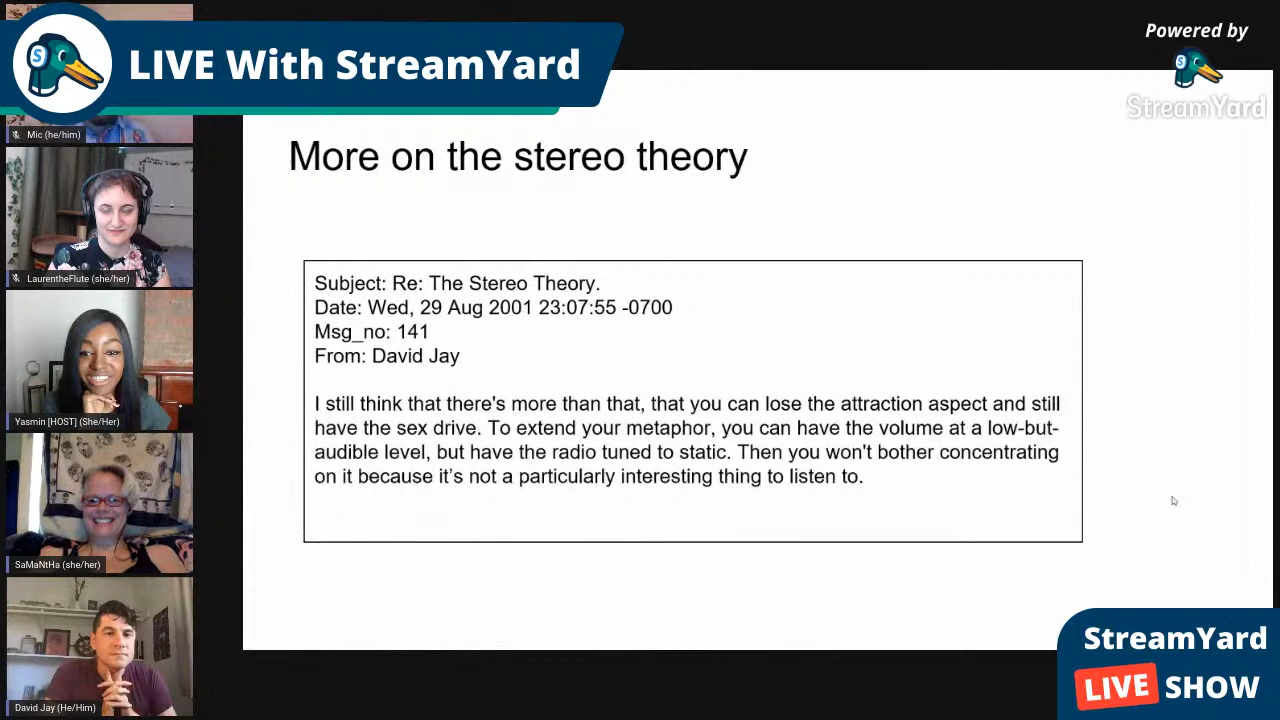 LIVE With StreamYard
Powered by
StreamYard
S
S
Mic (he/him)
LaurentheFlute (she/her)
Yasmin [HOST] (She/Her)
SaMaNtHa (she/her)
David Jay (He/Him)
More on the stereo theory
Subject: Re: The Stereo Theory.
Date: Wed, 29 Aug 2001 23:07:55 -0700
Msg_no: 141
From: David Jay
I still think that there's more than that, that you can lose the attraction aspect and still
have the sex drive. To extend your metaphor, you can have the volume at a low-but-
audible level, but have the radio tuned to static. Then you won't bother concentrating
on it because it's not a particularly interesting thing to listen to.
StreamYard
LIVE SHOW